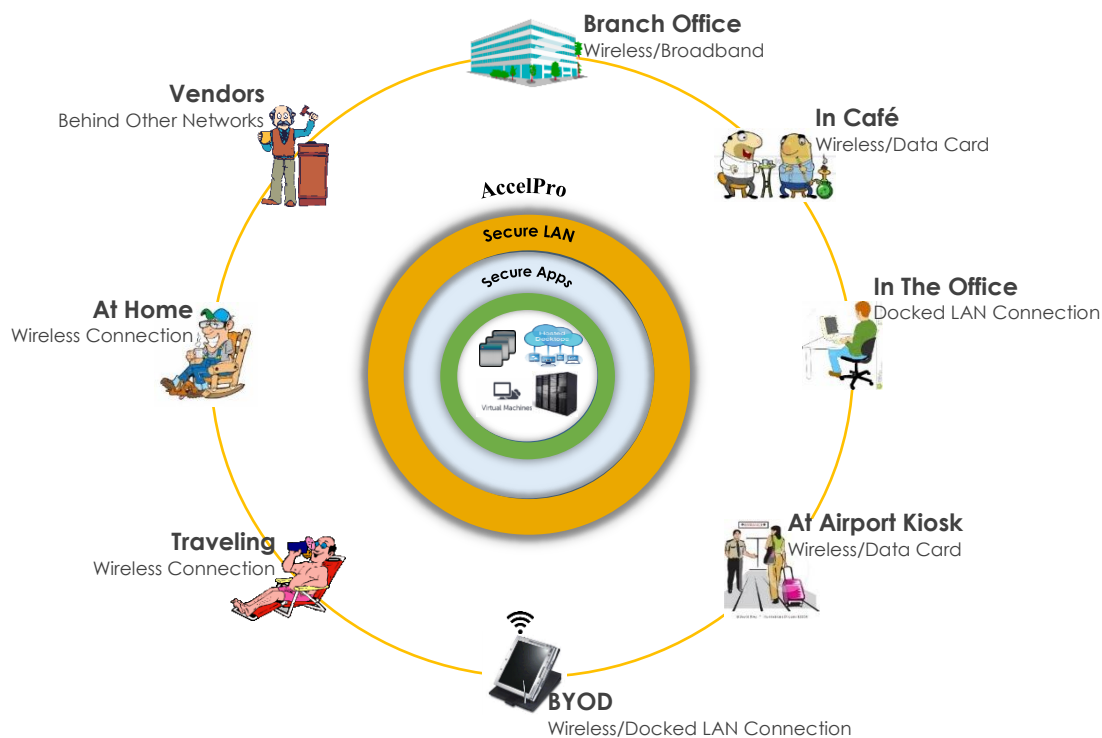 Branch Office
Wireless/Broadband
Vendors
Behind Other Networks
In Café
Wireless/Data Card
AccelPro
Secure LAN
Secure Apps
Hosted
Desktops
Virtual Machines
At Home
Wireless Connection
In The Office
Docked LAN Connection
Traveling
Wireless Connection
At Airport Kiosk
Wireless/Data Card
BYOD
Wireless/Docked LAN Connection